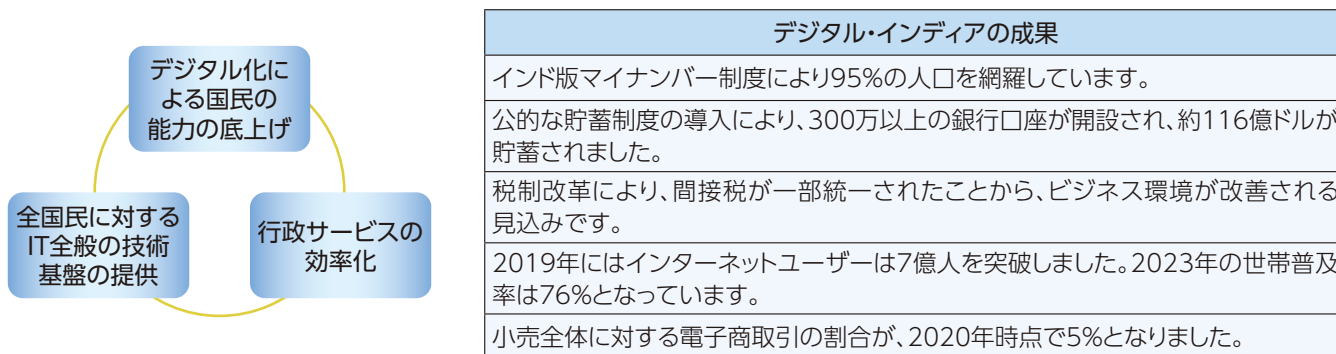 デジタル化に
よる国民の
能力の底上げ
全国民に対する
IT全般の技術
基盤の提供
行政サービスの
効率化
デジタル・インディアの成果
インド版マイナンバー制度により95%の人口を網羅しています。
公的な貯蓄制度の導入により、300万以上の銀行口座が開設され、約116億ドルが
貯蓄されました。
税制改革により、間接税が一部統一されたことから、ビジネス環境が改善される
見込みです。
2019年にはインターネットユーザーは7億人を突破しました。2023年の世帯普及
率は76%となっています。
小売全体に対する電子商取引の割合が、2020年時点で5%となりました。